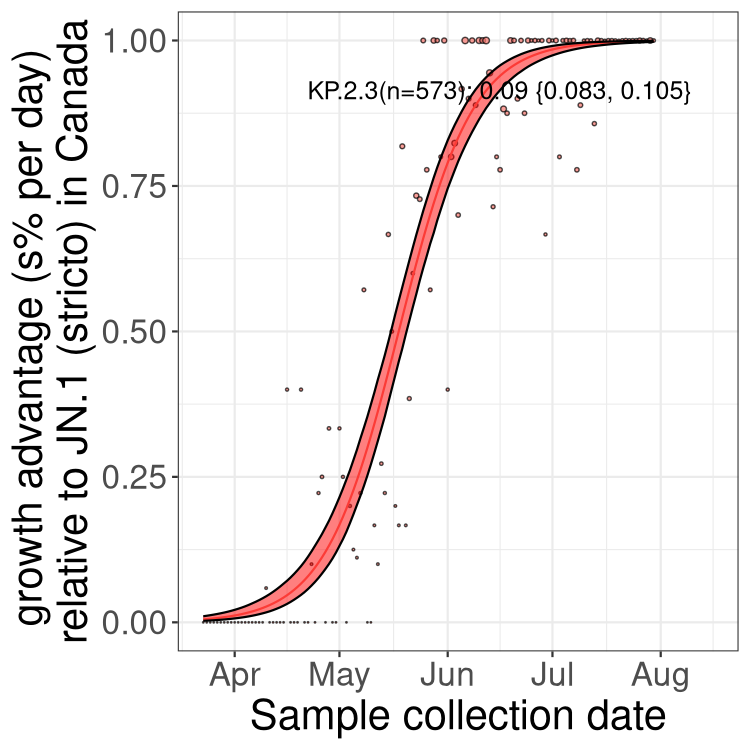 growth advantage (s% per day)
relative to JN.1 (stricto) in Canada
1.00
0.75
0.50
0.25
0.00
KP.2.3(n=573): 0.09 {0.083, 0.105}
Apr May Jun Jul Aug
Sample collection date